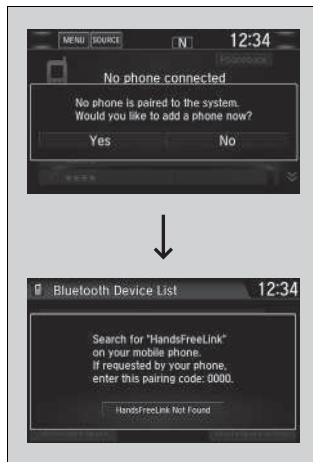 MENU SOURCE N 12:34
Phonebook
No phone connected
No phone is paired to the system.
Would you like to add a phone now?
Yes No
Bluetooth Device List 12:34
Search for "HandsFreeLink"
on your mobile phone.
If requested by your phone,
enter this pairing code: 0000.
HandsFreeLink Not Found